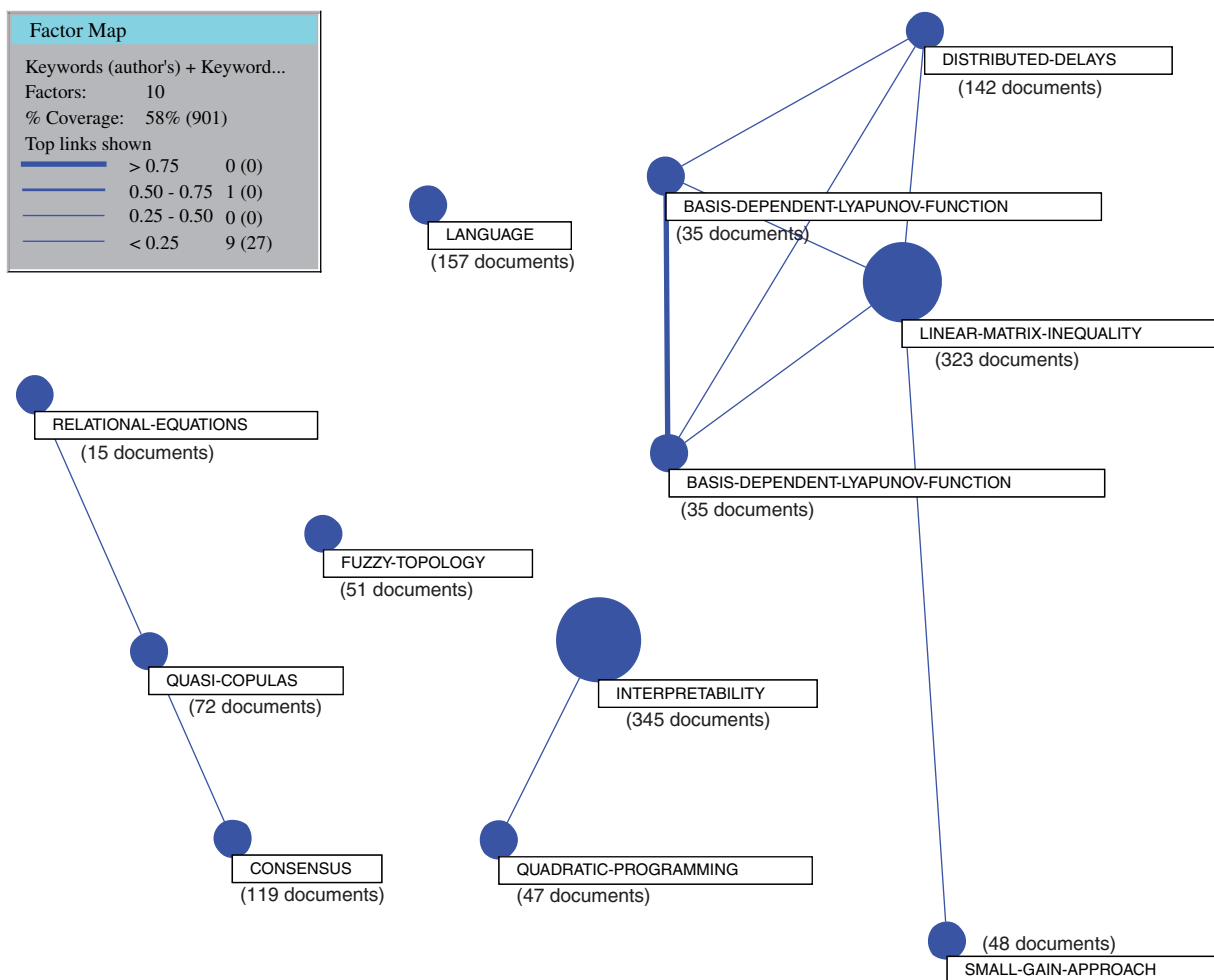 Factor Map
Keywords (author's) + Keyword...
Factors: 10
% Coverage: 58% (901)
Top links shown
> 0.75 0 (0)
0.50 - 0.75 1 (0)
0.25 - 0.50 0 (0)
< 0.25 9 (27)
DISTRIBUTED-DELAYS
(142 documents)
BASIS-DEPENDENT-LYAPUNOV-FUNCTION
(35 documents)
LANGUAGE
(157 documents)
LINEAR-MATRIX-INEQUALITY
(323 documents)
RELATIONAL-EQUATIONS
(15 documents)
BASIS-DEPENDENT-LYAPUNOV-FUNCTION
(35 documents)
FUZZY-TOPOLOGY
(51 documents)
QUASI-COPULAS
(72 documents)
INTERPRETABILITY
(345 documents)
CONSENSUS
(119 documents)
QUADRATIC-PROGRAMMING
(47 documents)
(48 documents)
SMALL-GAIN-APPROACH